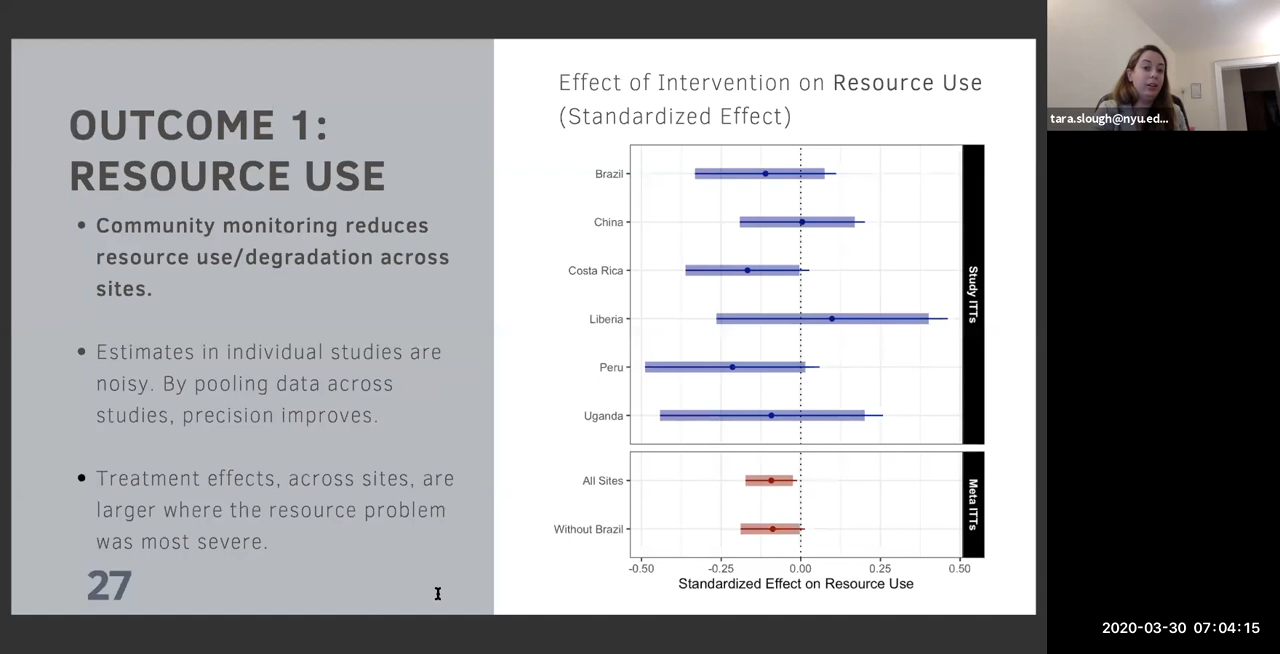 OUTCOME 1:
RESOURCE USE
• Community monitoring reduces
resource use/degradation across
sites.
• Estimates in individual studies are
noisy. By pooling data across
studies, precision improves.
• Treatment effects, across sites, are
larger where the resource problem
was most severe.
27
Effect of Intervention on Resource Use
(Standardized Effect)
Brazil
China
Costa Rica
Liberia
Peru
Uganda
Study ITTs
All Sites
Without Brazil
Meta ITTs
-0.50 -0.25 0.00 0.25 0.50
Standardized Effect on Resource Use
tara.slough@nyu.ed...
2020-03-30 07:04:15